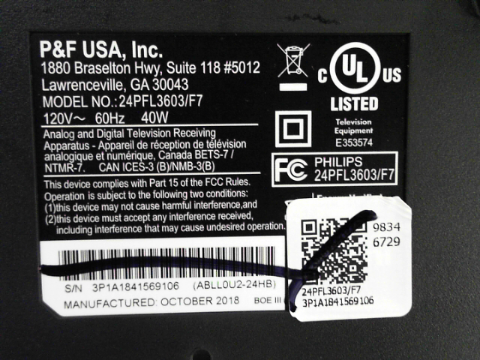 P&F USA, Inc.
1880 Braselton Hwy, Suite 118 #5012
Lawrenceville, GA 30043
MODEL NO.:24PFL3603/F7
120V~ 60Hz 40W
Analog and Digital Television Receiving
Apparatus - Appareil de réception de télévision
analogique et numérique, Canada BETS-7 /
NTMR-7. CAN ICES-3 (B)/NMB-3(B)
This device complies with Part 15 of the FCC Rules.
Operation is subject to the following two conditions:
(1)this device may not cause harmful interface,and
(2)this device must accept any interference received,
including interference that may cause undesired operation.
S/N 3P1A1841569106 (ABLL0U2-24HB)
MANUFACTURED: OCTOBER 2018 BOE III
C UL US
LISTED
Television
Equipment
E353574
FC PHILIPS
24PFL3603/F7
9834
6729
24PFL3603/F7
3P1A1841569106